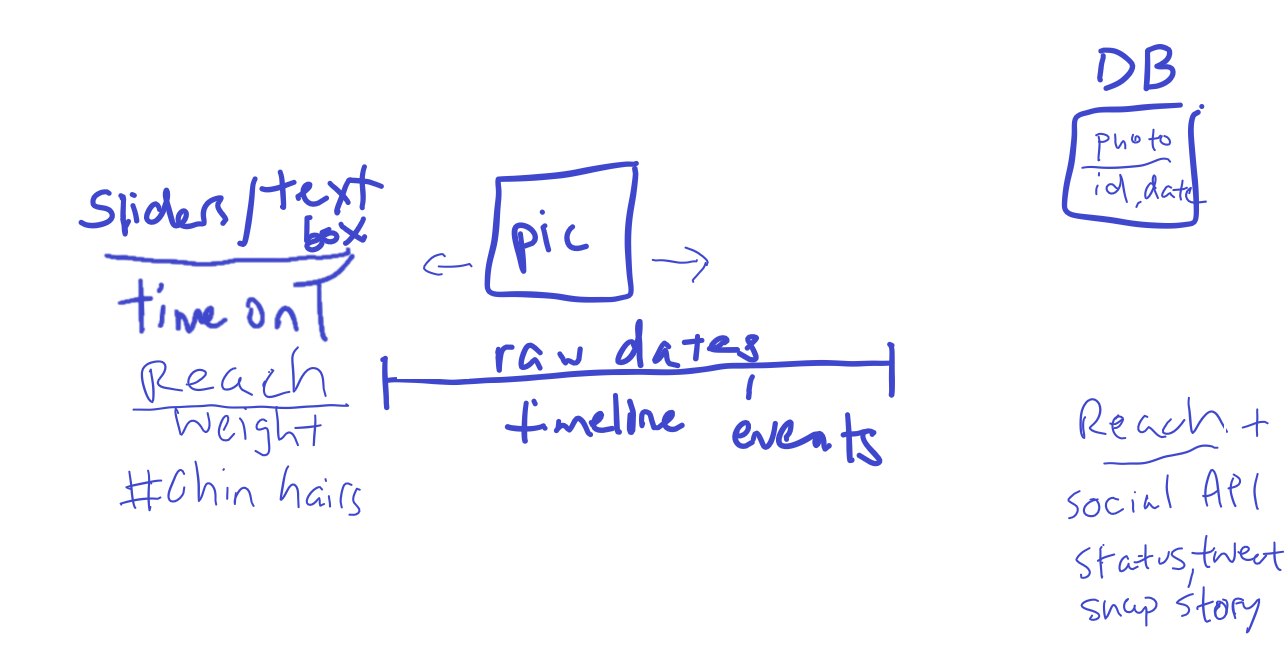 Sliders/text
box
time on T
Reach
weight
#Chin hairs
pic
raw dates
timeline
events
DB
photo
id, date
Reach +
social API
status, tweet
snap story